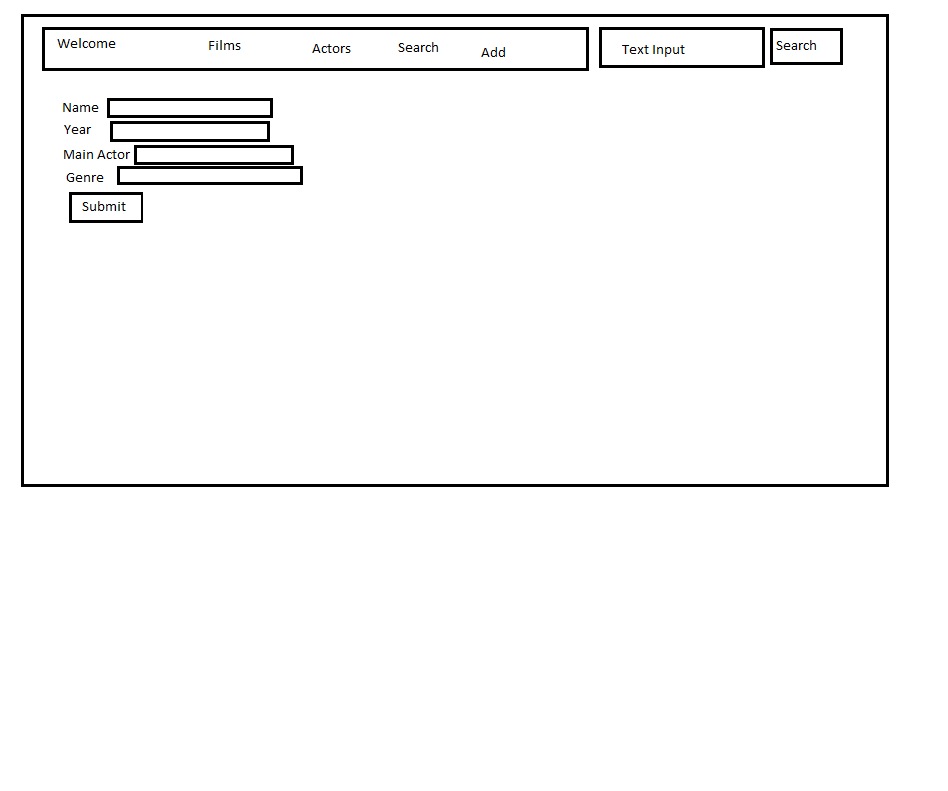 Welcome Films Actors Search Add Text Input Search
Name
Year
Main Actor
Genre
Submit